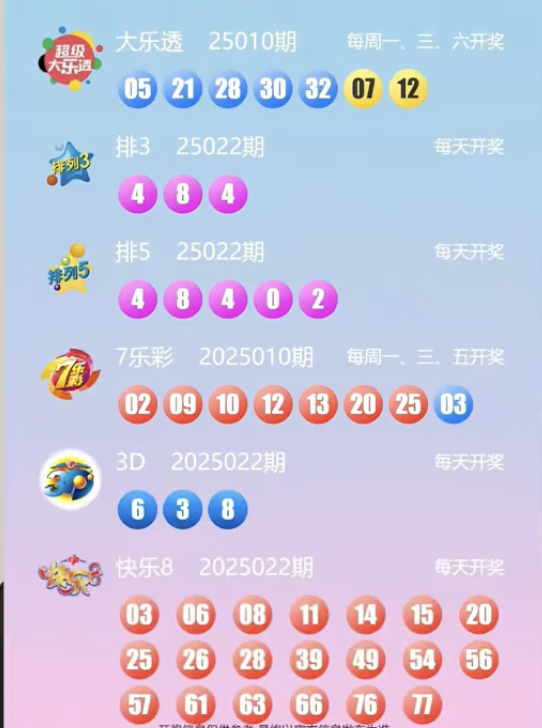 超级
大乐透
大乐透 25010期 每周一、三、六开奖
05 21 28 30 32 07 12
排列3
排3 25022期 每天开奖
4 8 4
排列5
排5 25022期 每天开奖
4 8 4 0 2
7乐彩
7乐彩 2025010期 每周一、三、五开奖
02 09 10 12 13 20 25 03
3D
3D 2025022期 每天开奖
6 3 8
快乐8
快乐8 2025022期 每天开奖
03 06 08 11 14 15 20
25 26 28 39 49 54 56
57 61 63 66 76 77